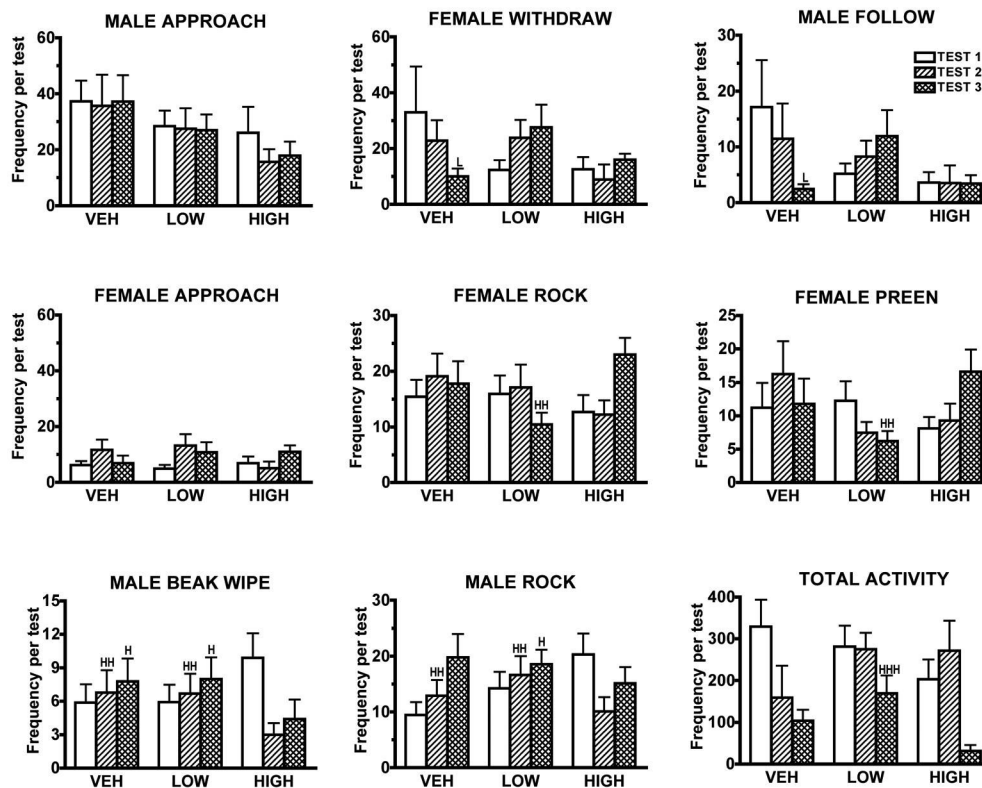 MALE APPROACH
Frequency per test
60
40
20
0
VEH LOW HIGH
FEMALE WITHDRAW
Frequency per test
60
40
20
0
L
VEH LOW HIGH
MALE FOLLOW
Frequency per test
30
20
10
0
L
TEST 1
TEST 2
TEST 3
VEH LOW HIGH
FEMALE APPROACH
Frequency per test
60
40
20
0
VEH LOW HIGH
FEMALE ROCK
Frequency per test
30
20
10
0
HH
VEH LOW HIGH
FEMALE PREEN
Frequency per test
25
20
15
10
5
0
HH
VEH LOW HIGH
MALE BEAK WIPE
Frequency per test
15
12
9
6
3
0
HH H HH H
VEH LOW HIGH
MALE ROCK
Frequency per test
30
20
10
0
HH HH H
VEH LOW HIGH
TOTAL ACTIVITY
Frequency per test
400
300
200
100
0
HHH
VEH LOW HIGH